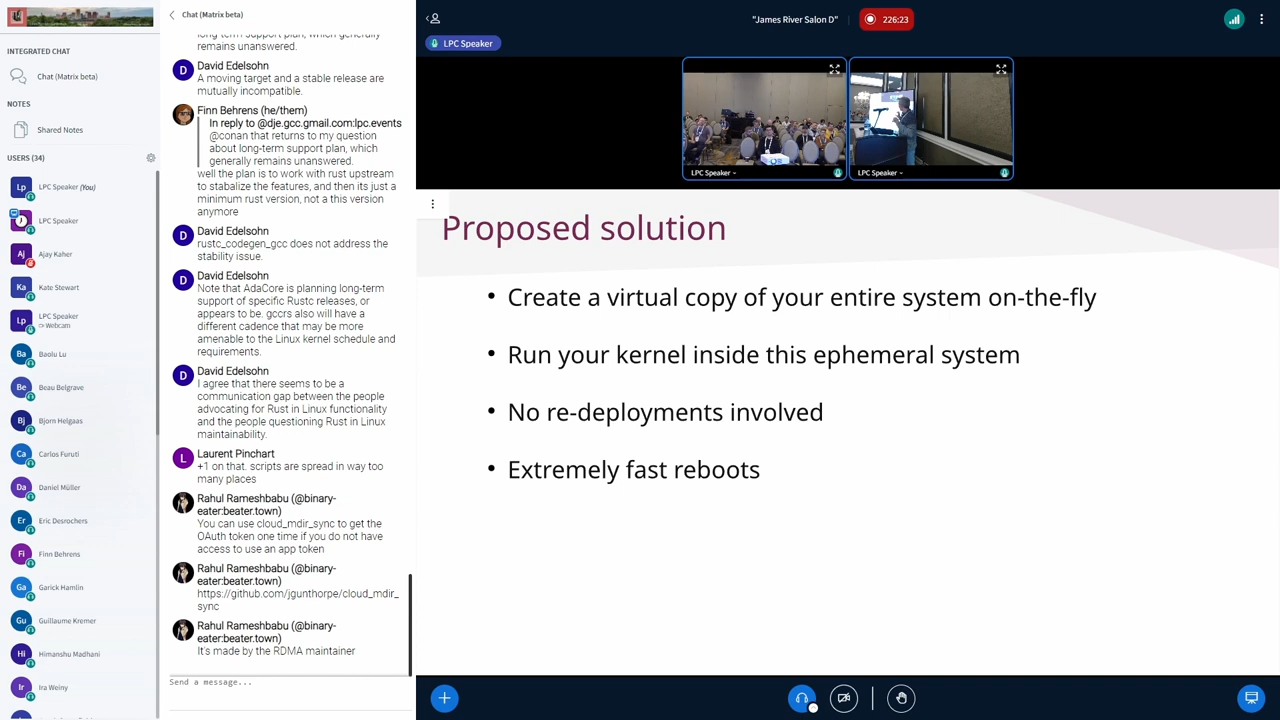 INTEGRATED CHAT
Chat (Matrix beta)
NOTES
Shared Notes
USERS (34)
Lp LPC Speaker (You)
LPC Speaker
Aj Ajay Kaher
Ka Kate Stewart
Lp LPC Speaker
Webcam
Ba Baolu Lu
Be Beau Belgrave
Bj Bjorn Helgaas
Ca Carlos Furuti
Da Daniel Müller
Er Eric Desrochers
Fi Finn Behrens
Ga Garick Hamlin
Gu Guillaume Kremer
Hi Himanshu Madhani
Ir Ira Weiny
Chat (Matrix beta)
long-term support plan, which generally
remains unanswered.
D David Edelsohn
A moving target and a stable release are
mutually incompatible.
Finn Behrens (he/them)
In reply to @dje.gcc.gmail.com:lpc.events
@conan that returns to my question
about long-term support plan, which
generally remains unanswered.
well the plan is to work with rust upstream
to stabalize the features, and then its just a
minimum rust version, not a this version
anymore
D David Edelsohn
rustc_codegen_gcc does not address the
stability issue.
D David Edelsohn
Note that AdaCore is planning long-term
support of specific Rustc releases, or
appears to be. gccrs also will have a
different cadence that may be more
amenable to the Linux kernel schedule and
requirements.
D David Edelsohn
I agree that there seems to be a
communication gap between the people
advocating for Rust in Linux functionality
and the people questioning Rust in Linux
maintainability.
L Laurent Pinchart
+1 on that. scripts are spread in way too
many places
Rahul Rameshbabu (@binary-
eater:beater.town)
You can use cloud_mdir_sync to get the
OAuth token one time if you do not have
access to use an app token
Rahul Rameshbabu (@binary-
eater:beater.town)
https://github.com/jgunthorpe/cloud_mdir_
sync
Rahul Rameshbabu (@binary-
eater:beater.town)
It's made by the RDMA maintainer
Send a message...
"James River Salon D"
226:23
LPC Speaker
LPC Speaker
LPC Speaker
Proposed solution
• Create a virtual copy of your entire system on-the-fly
• Run your kernel inside this ephemeral system
• No re-deployments involved
• Extremely fast reboots